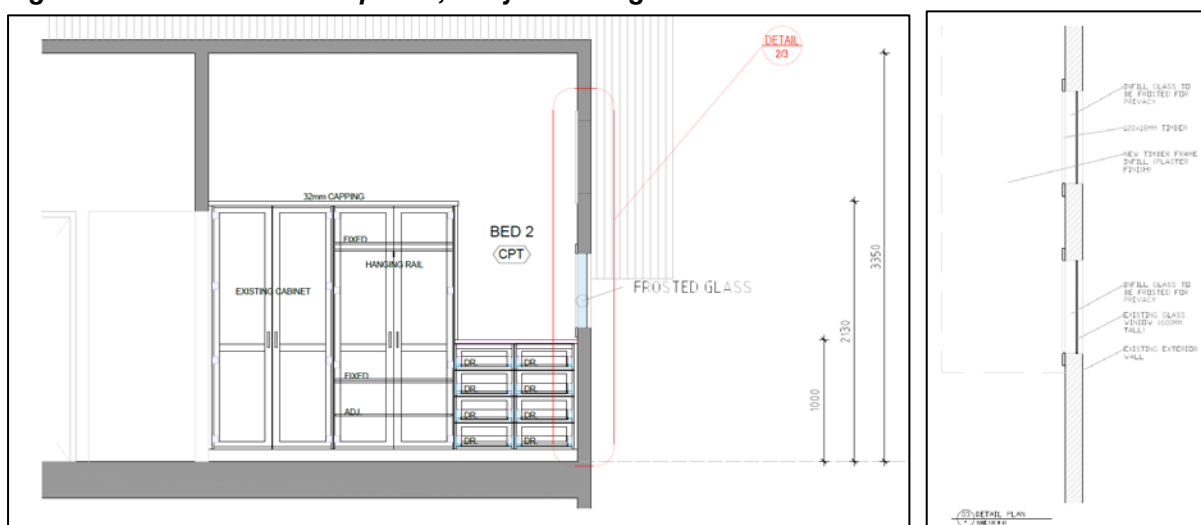 DETAIL
2/3
32mm CAPPING
FIXED
HANGING RAIL
EXISTING CABINET
BED 2
CPT
FROSTED GLASS
FIXED
ADJ.
DR. DR.
DR. DR.
DR. DR.
DR. DR.
1000
2130
3350
INFILL GLASS TO
BE FROSTED FOR
PRIVACY
TIMBER
NEW TIMBER FRAME
INFILL (PLASTER
FINISH)
INFILL GLASS TO
BE FROSTED FOR
PRIVACY
EXISTING GLASS
WINDOW (600MM
TALL)
EXISTING EXTERIOR
WALL
DETAIL PLAN